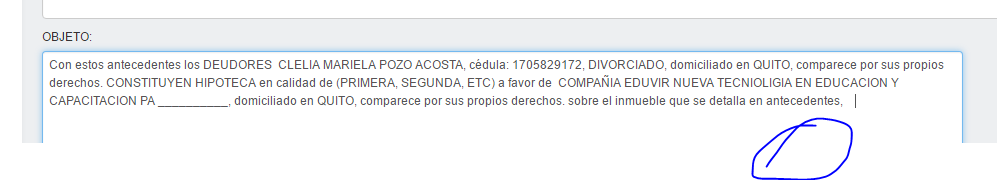 OBJETO:
Con estos antecedentes los DEUDORES  CLELIA MARIELA POZO ACOSTA, cédula: 1705829172, DIVORCIADO, domiciliado en QUITO, comparece por sus propios
derechos. CONSTITUYEN HIPOTECA en calidad de (PRIMERA, SEGUNDA, ETC) a favor de  COMPAÑIA EDUVIR NUEVA TECNIOLIGIA EN EDUCACION Y
CAPACITACION PA __________, domiciliado en QUITO, comparece por sus propios derechos. sobre el inmueble que se detalla en antecedentes,